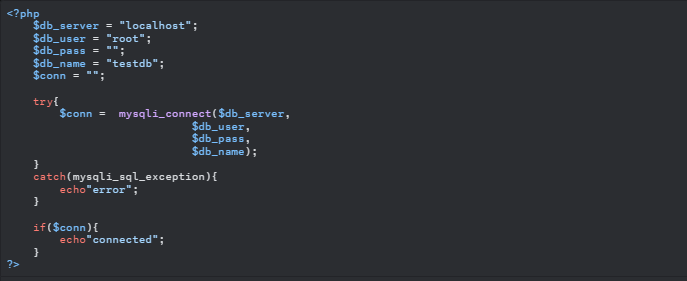 <?php
    $db_server = "localhost";
    $db_user = "root";
    $db_pass = "";
    $db_name = "testdb";
    $conn = "";

    try{
        $conn =  mysqli_connect($db_server,
                            $db_user,
                            $db_pass,
                            $db_name);
    }
    catch(mysqli_sql_exception){
        echo"error";
    }

    if($conn){
        echo"connected";
    }
?>